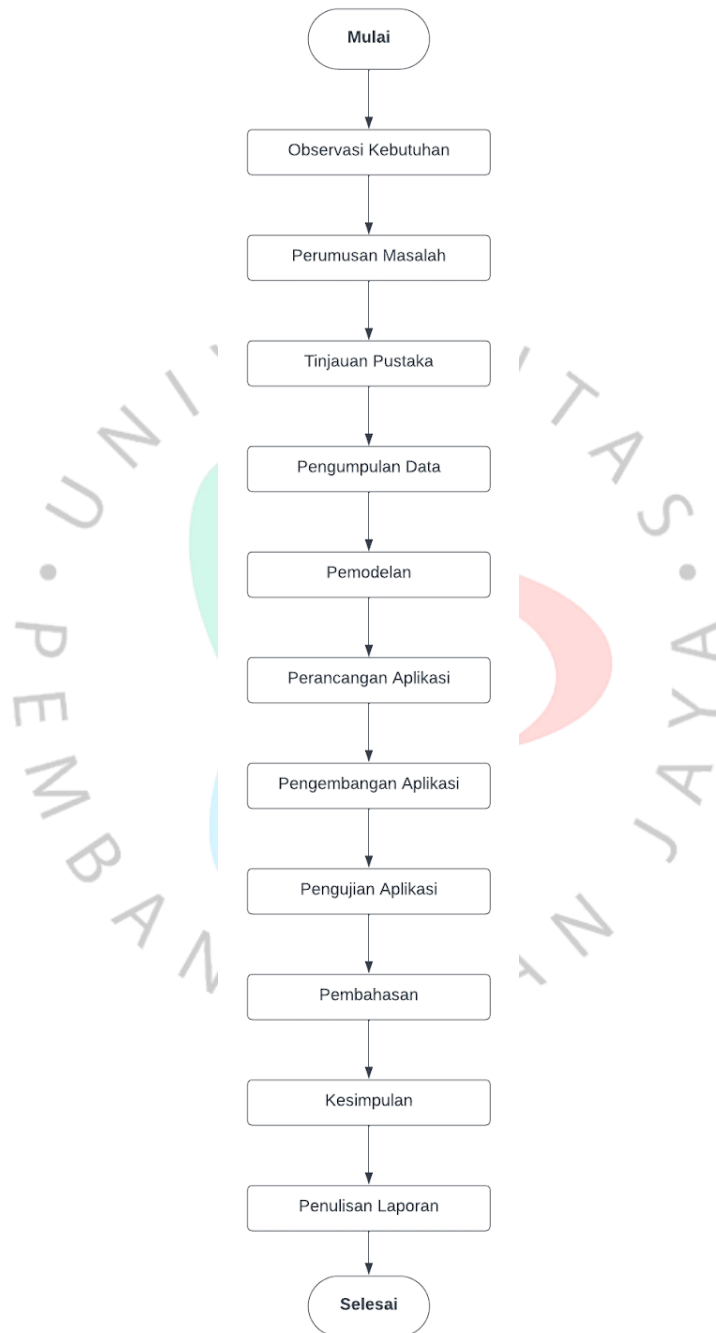 Mulai
Observasi Kebutuhan
Perumusan Masalah
Tinjauan Pustaka
Pengumpulan Data
Pemodelan
Perancangan Aplikasi
Pengembangan Aplikasi
Pengujian Aplikasi
Pembahasan
Kesimpulan
Penulisan Laporan
Selesai
JAYA